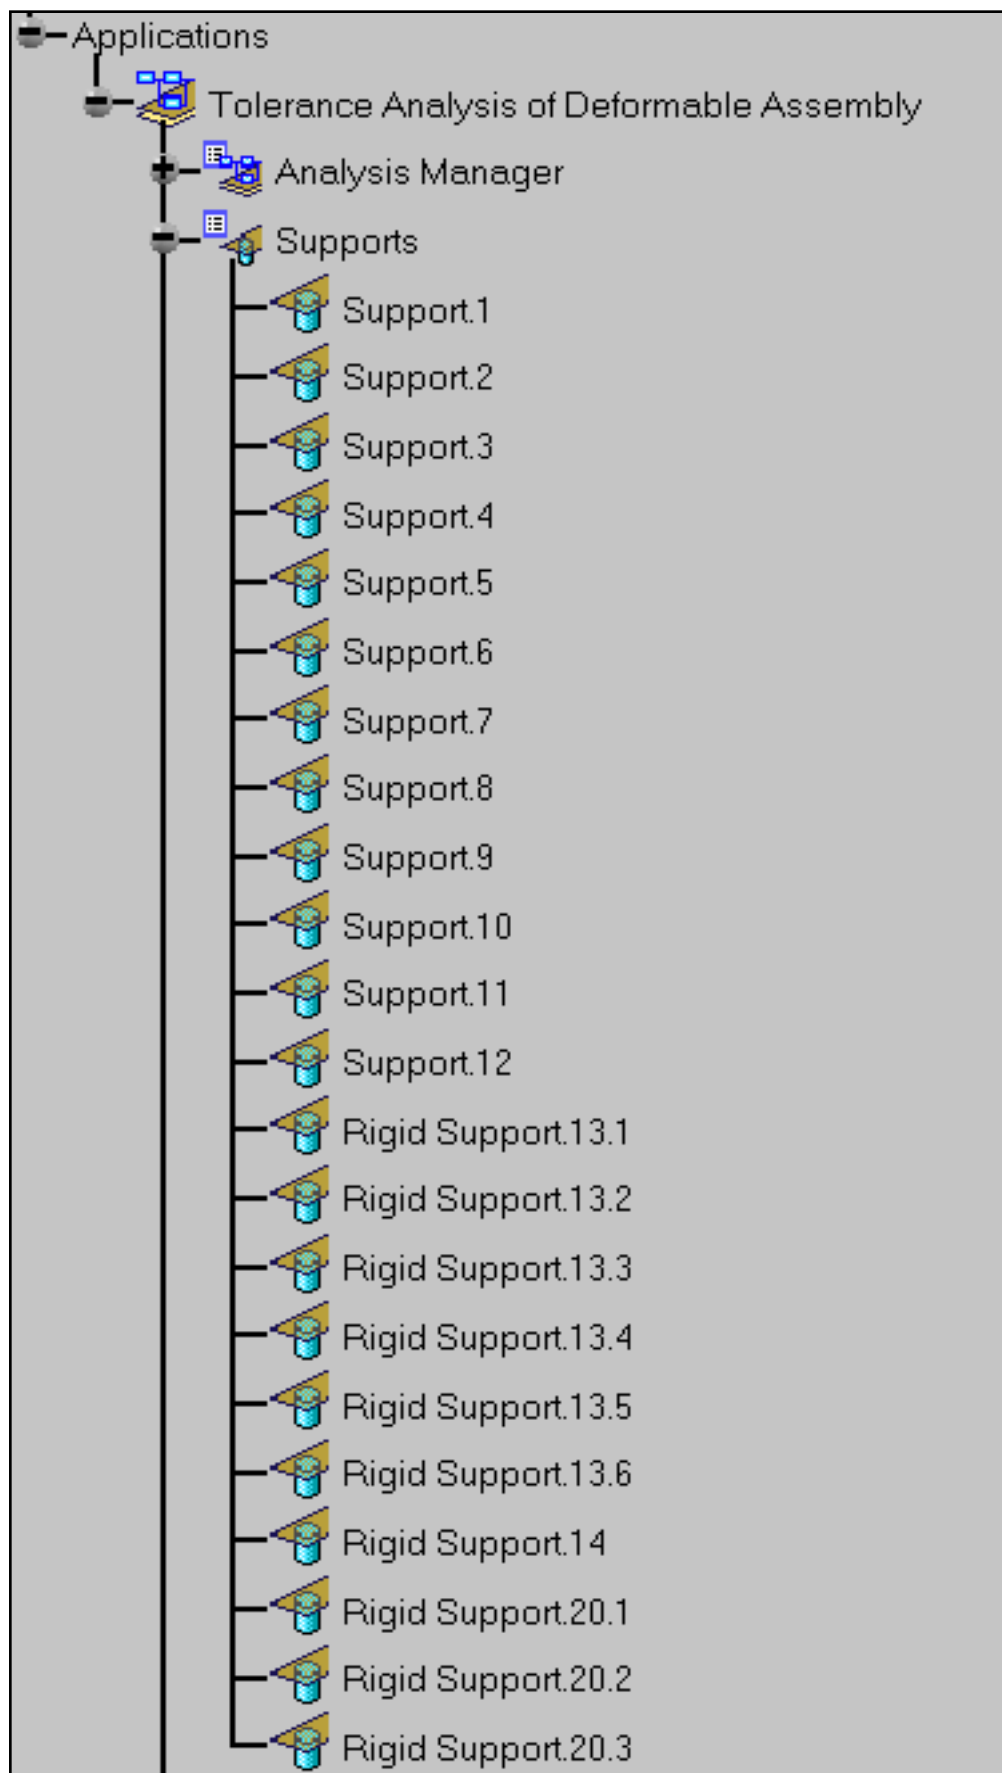 Applications
Tolerance Analysis of Deformable Assembly
Analysis Manager
Supports
Support.1
Support.2
Support.3
Support.4
Support.5
Support.6
Support.7
Support.8
Support.9
Support.10
Support.11
Support.12
Rigid Support.13.1
Rigid Support.13.2
Rigid Support.13.3
Rigid Support.13.4
Rigid Support.13.5
Rigid Support.13.6
Rigid Support.14
Rigid Support.20.1
Rigid Support.20.2
Rigid Support.20.3